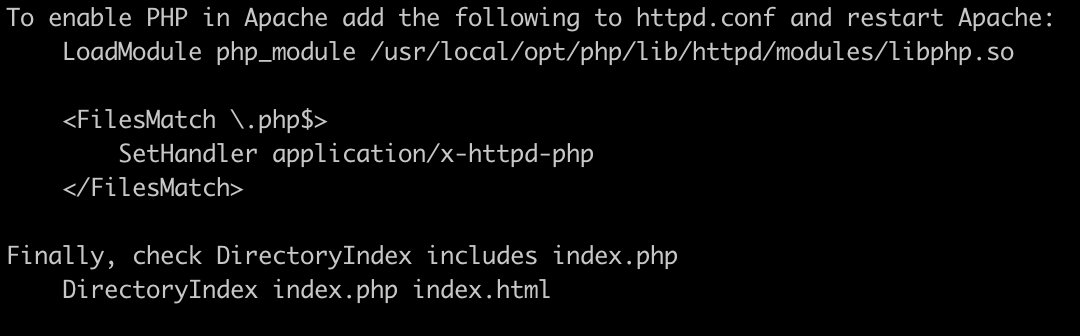 To enable PHP in Apache add the following to httpd.conf and restart Apache:
    LoadModule php_module /usr/local/opt/php/lib/httpd/modules/libphp.so

    <FilesMatch \.php$>
        SetHandler application/x-httpd-php
    </FilesMatch>

Finally, check DirectoryIndex includes index.php
    DirectoryIndex index.php index.html